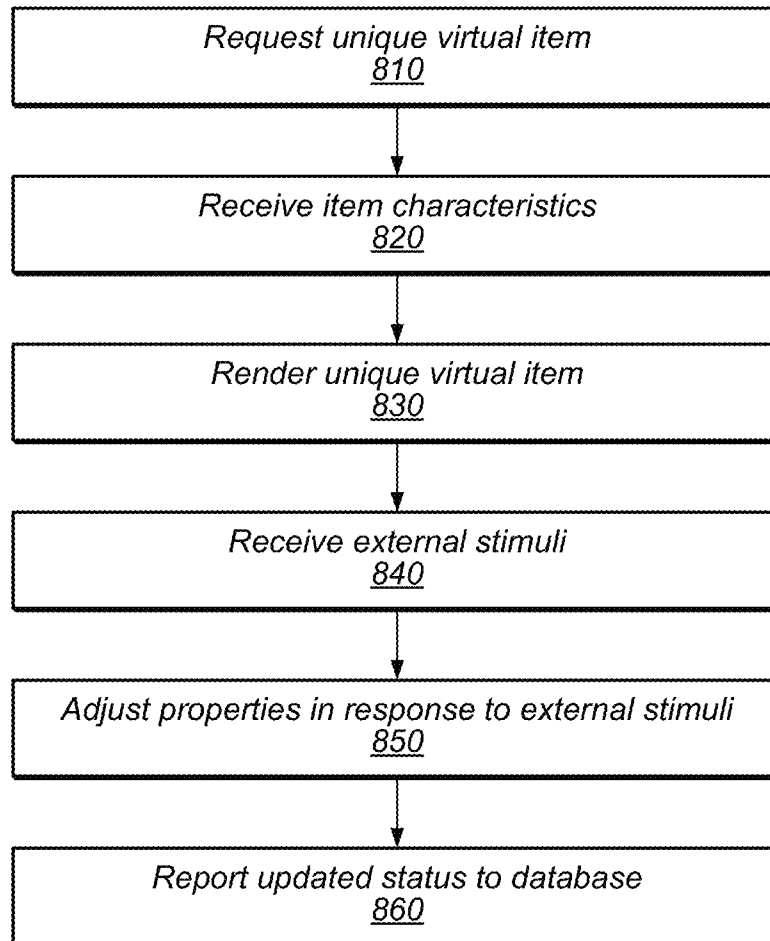 Request unique virtual item
810
Receive item characteristics
820
Render unique virtual item
830
Receive external stimuli
840
Adjust properties in response to external stimuli
850
Report updated status to database
860